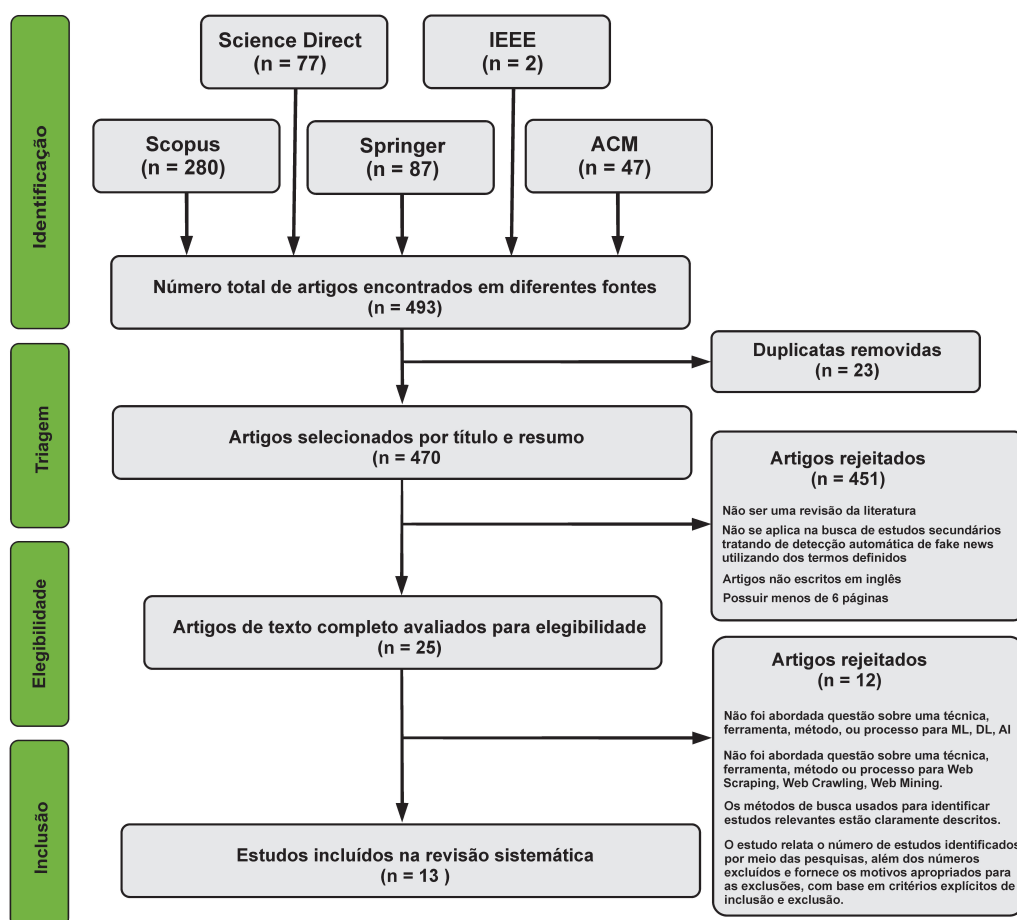 Identificação
Science Direct
(n = 77)
IEEE
(n = 2)
Scopus
(n = 280)
Springer
(n = 87)
ACM
(n = 47)
Número total de artigos encontrados em diferentes fontes
(n = 493)
Triagem
Duplicatas removidas
(n = 23)
Artigos selecionados por título e resumo
(n = 470
Artigos rejeitados
(n = 451)
Não ser uma revisão da literatura
Não se aplica na busca de estudos secundários
tratando de detecção automática de fake news
utilizando dos termos definidos
Artigos não escritos em inglês
Possuir menos de 6 páginas
Elegibilidade
Artigos de texto completo avaliados para elegibilidade
(n = 25)
Artigos rejeitados
(n = 12)
Não foi abordada questão sobre uma técnica,
ferramenta, método, ou processo para ML, DL, AI
Não foi abordada questão sobre uma técnica,
ferramenta, método ou processo para Web
Scraping, Web Crawling, Web Mining.
Os métodos de busca usados para identificar
estudos relevantes estão claramente descritos.
O estudo relata o número de estudos identificados
por meio das pesquisas, além dos números
excluídos e fornece os motivos apropriados para
as exclusões, com base em critérios explícitos de
inclusão e exclusão.
Inclusão
Estudos incluídos na revisão sistemática
(n = 13 )